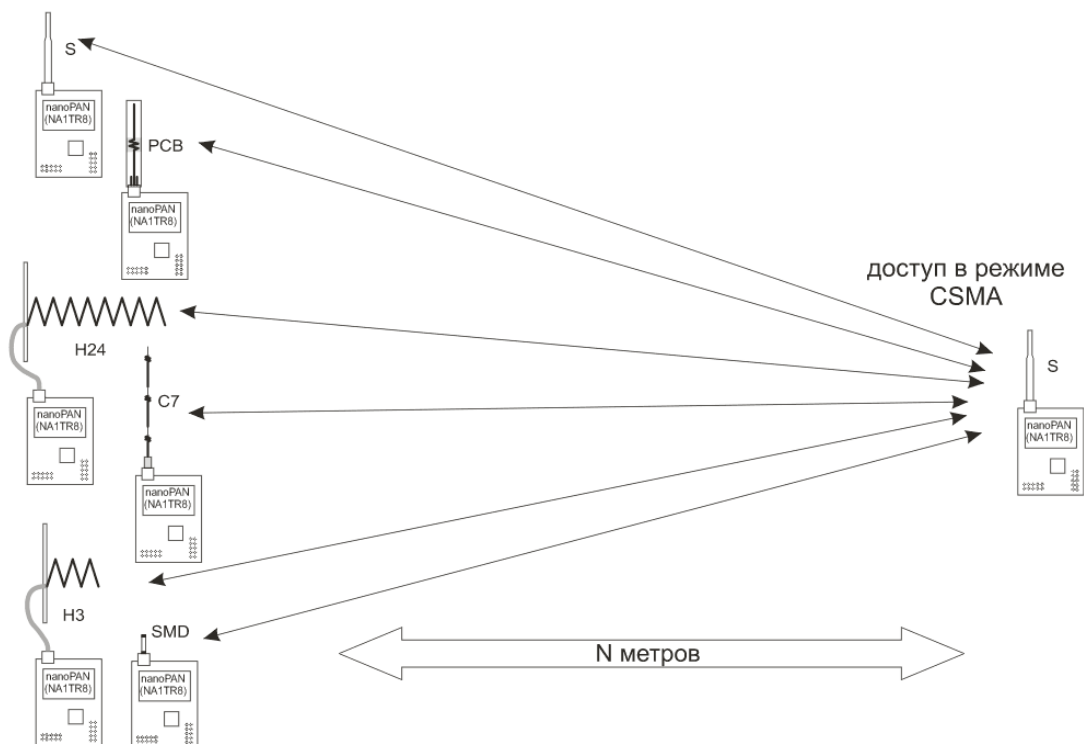 S
nanoPAN
(NA1TR8)
PCB
nanoPAN
(NA1TR8)
H24
nanoPAN
(NA1TR8)
C7
nanoPAN
(NA1TR8)
H3
nanoPAN
(NA1TR8)
SMD
nanoPAN
(NA1TR8)
доступ в режиме
CSMA
S
nanoPAN
(NA1TR8)
N метров